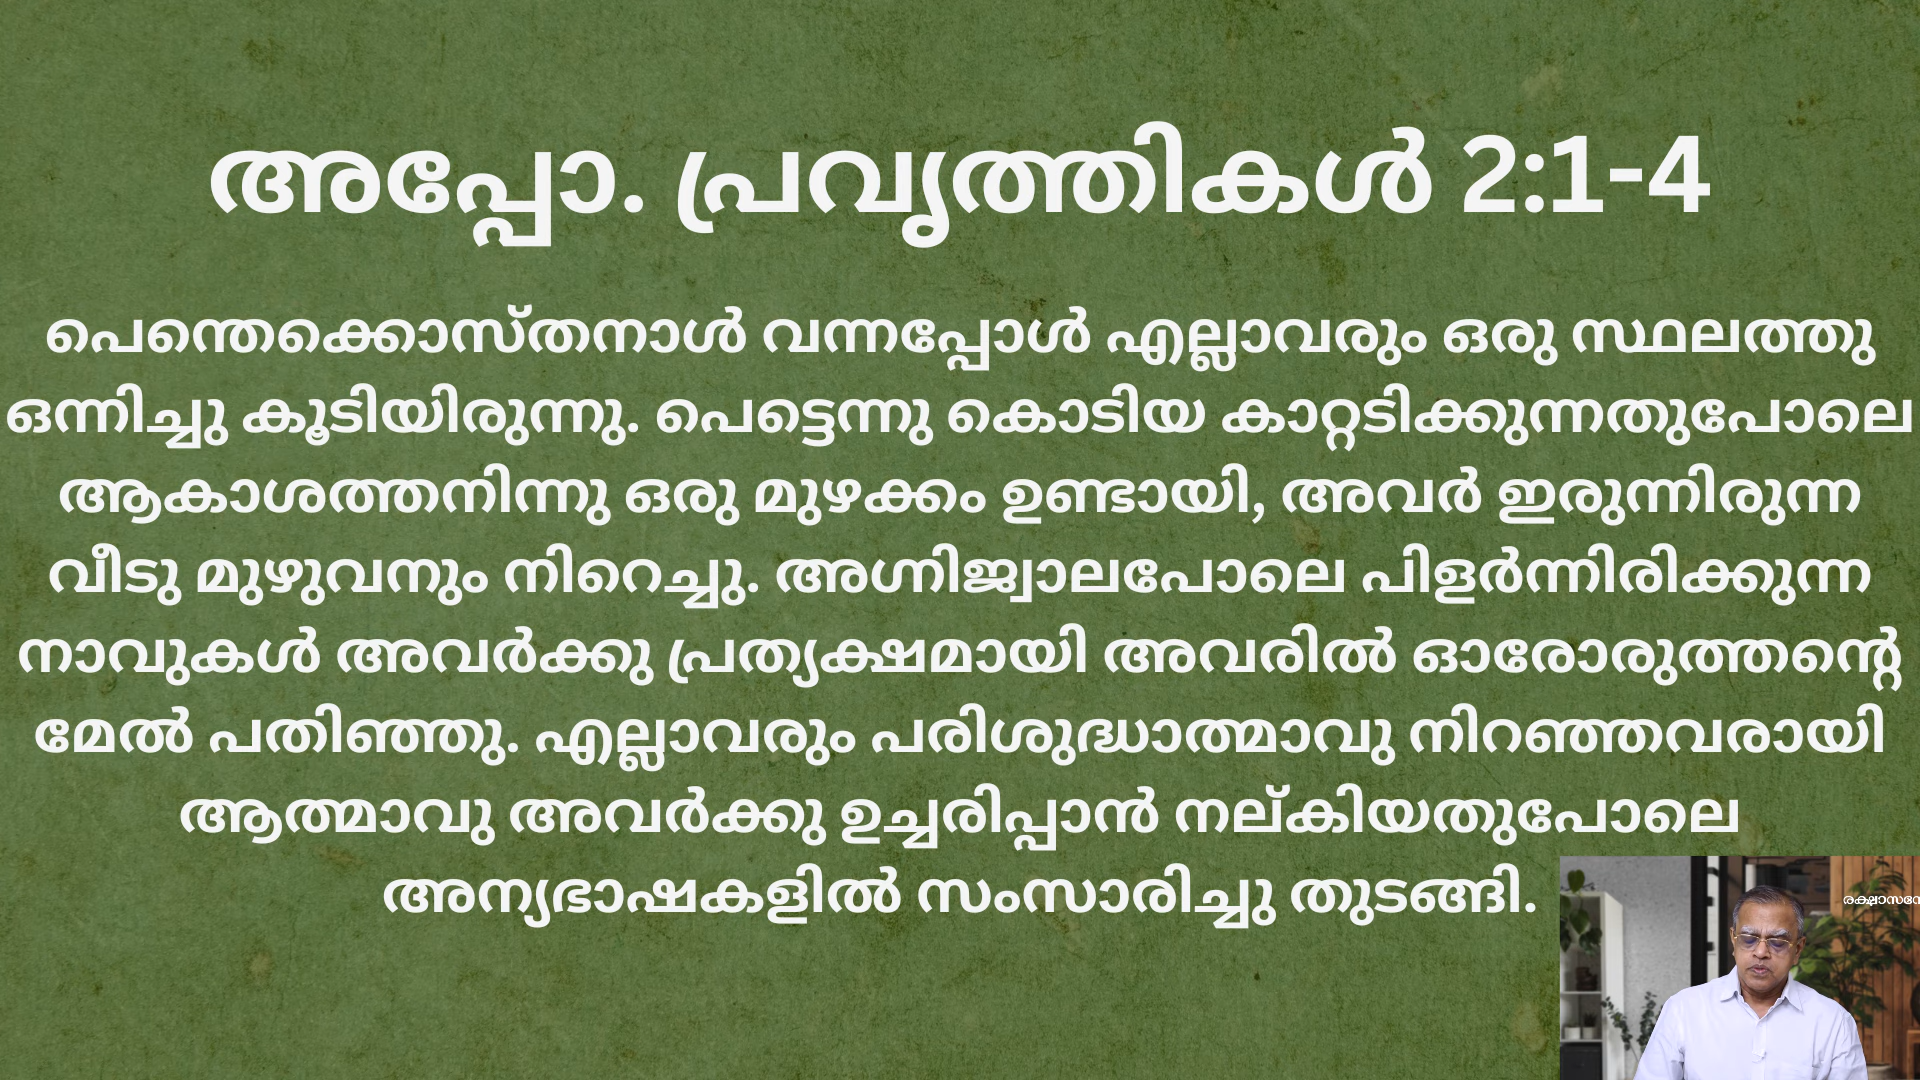 അപ്പോ. പ്രവൃത്തികൾ 2:1-4
പെന്തെക്കൊസ്തനാൾ വന്നപ്പോൾ എല്ലാവരും ഒരു സ്ഥലത്തു
ഒന്നിച്ചു കൂടിയിരുന്നു. പെട്ടെന്നു കൊടിയ കാറ്റടിക്കുന്നതുപോലെ
ആകാശത്തനിന്നു ഒരു മുഴക്കം ഉണ്ടായി, അവർ ഇരുന്നിരുന്ന
വീടു മുഴുവനും നിറെച്ചു. അഗ്നിജ്വാലപോലെ പിളർന്നിരിക്കുന്ന
നാവുകൾ അവർക്കു പ്രത്യക്ഷമായി അവരിൽ ഓരോരുത്തന്റെ
മേൽ പതിഞ്ഞു. എല്ലാവരും പരിശുദ്ധാത്മാവു നിറഞ്ഞവരായി
ആത്മാവു അവർക്കു ഉച്ചരിപ്പാൻ നല്കിയതുപോലെ
അന്യഭാഷകളിൽ സംസാരിച്ചു തുടങ്ങി.